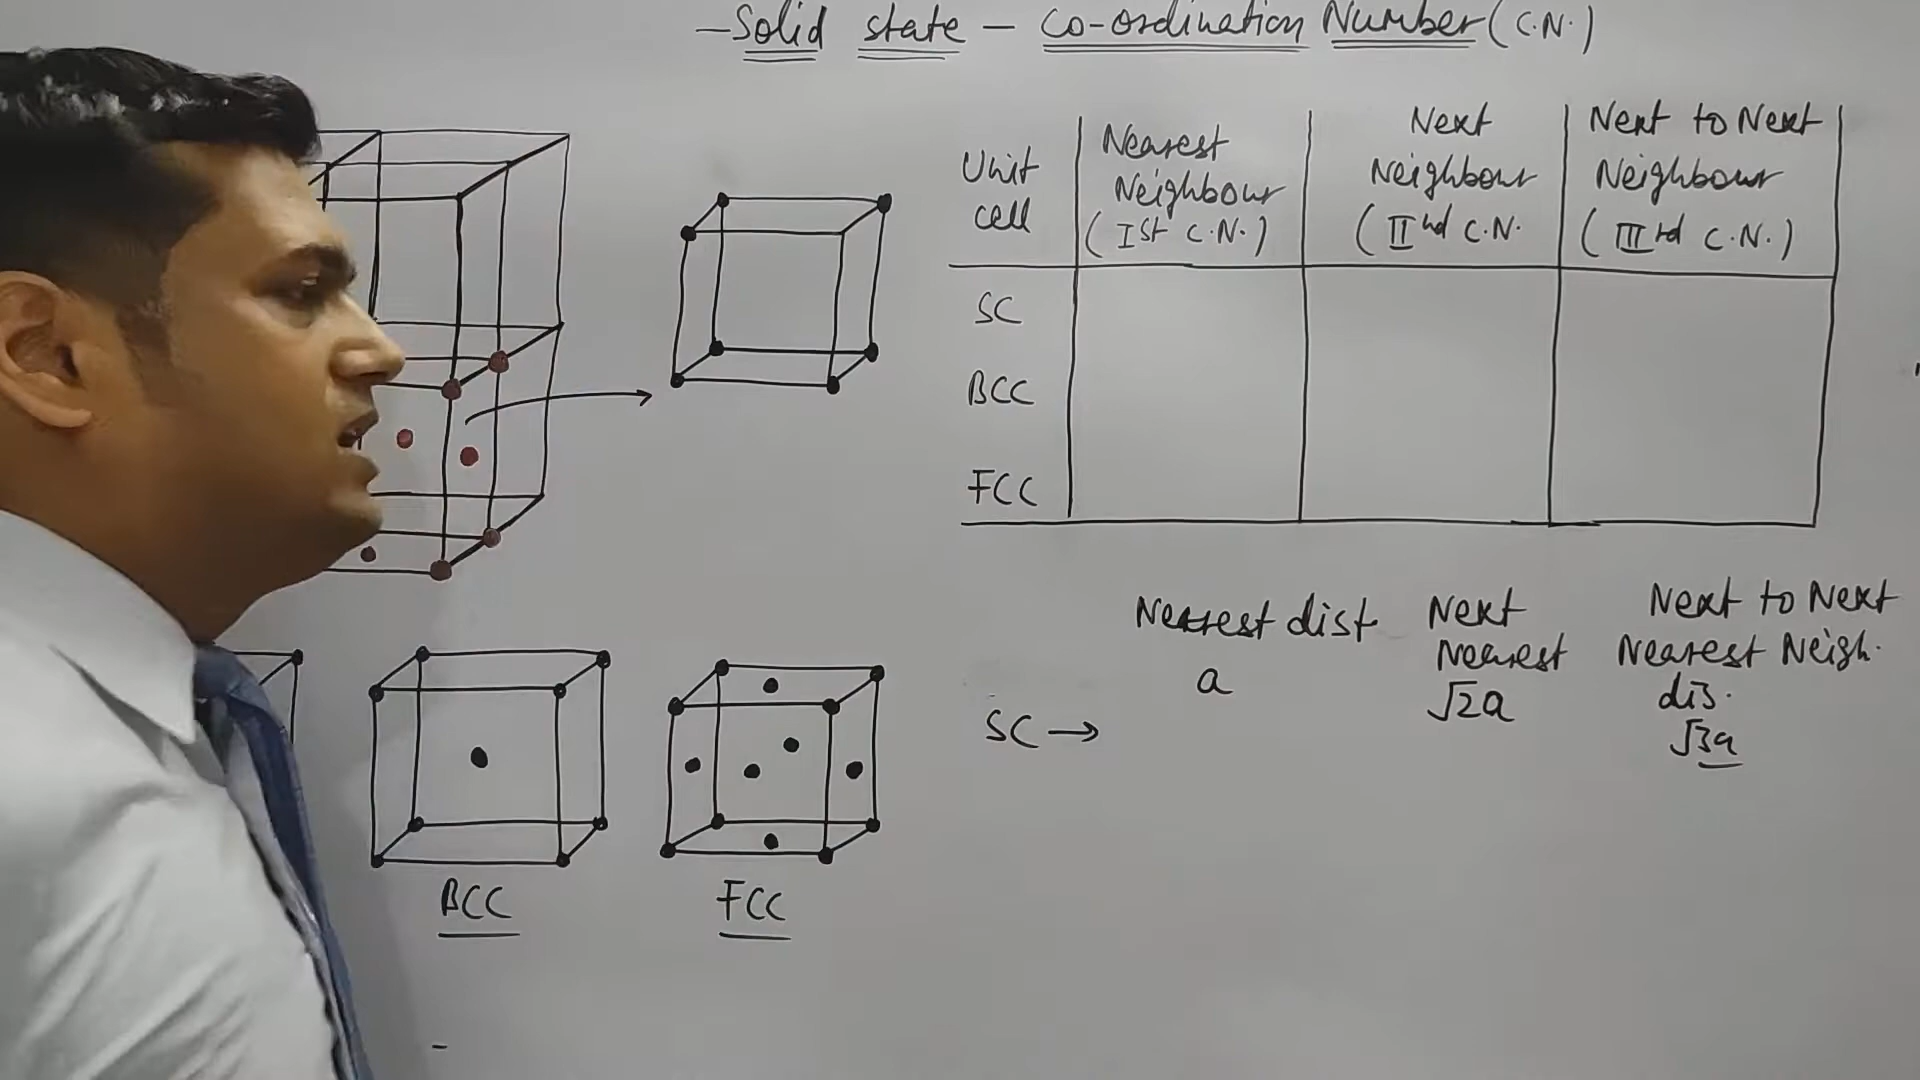 – Solid state – Co-ordination Number (C.N.)
Unit cell
Nearest Neighbour (Ist C.N.)
Next Neighbour (IInd C.N.
Next to Next Neighbour (IIIrd C.N.)
SC
BCC
FCC
Nearest dist
a
Next Nearest
√2a
Next to Next Nearest Neigh. dis.
√3a
SC →
BCC
FCC